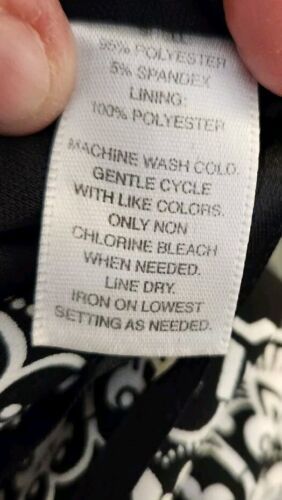 95% POLYESTER
5% SPANDEX
LINING:
100% POLYESTER
MACHINE WASH COLD.
GENTLE CYCLE
WITH LIKE COLORS.
ONLY NON
CHLORINE BLEACH
WHEN NEEDED.
LINE DRY.
IRON ON LOWEST
SETTING AS NEEDED.